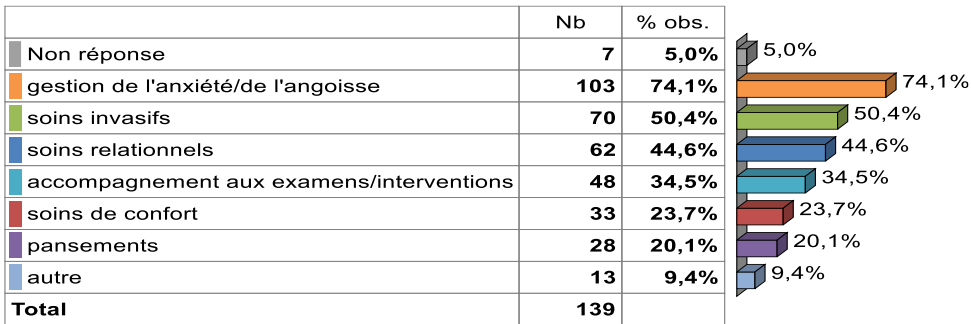 Nb % obs.
Non réponse 7 5,0% 5,0%
gestion de l'anxiété/de l'angoisse 103 74,1% 74,1%
soins invasifs 70 50,4% 50,4%
soins relationnels 62 44,6% 44,6%
accompagnement aux examens/interventions 48 34,5% 34,5%
soins de confort 33 23,7% 23,7%
pansements 28 20,1% 20,1%
autre 13 9,4% 9,4%
Total 139